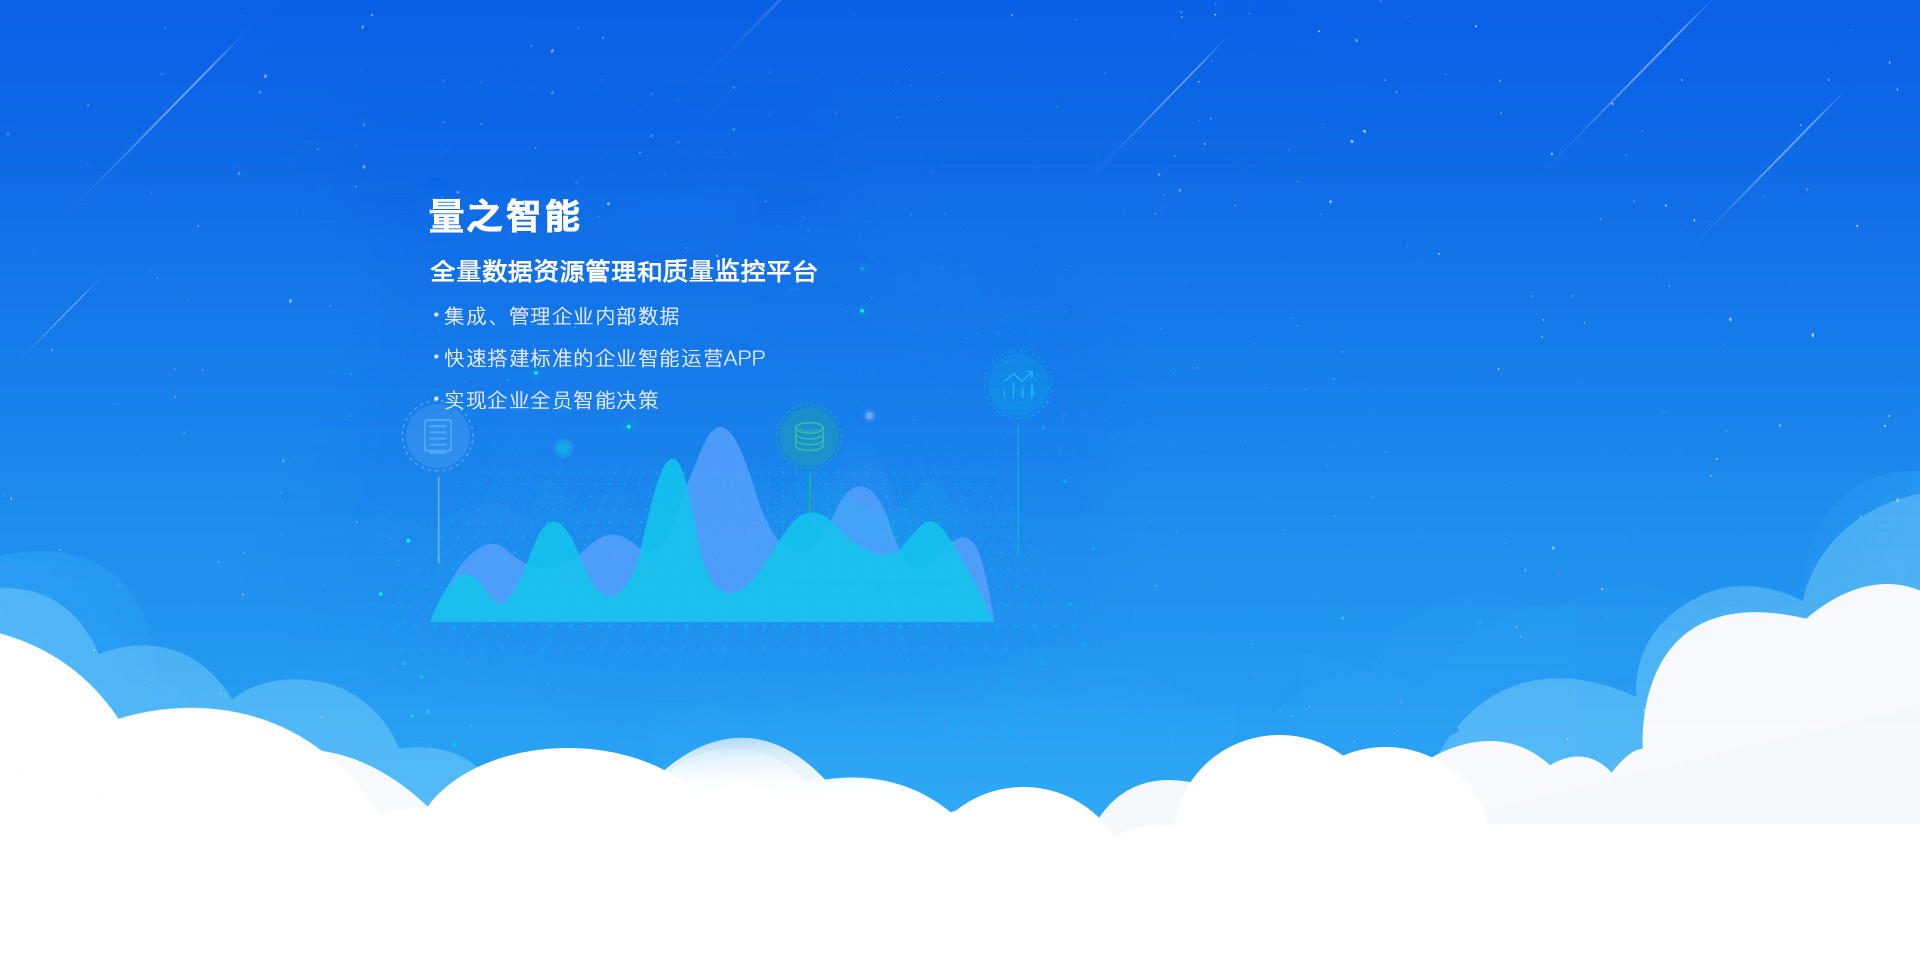 量之智能
全量数据资源管理和质量监控平台
·集成、管理企业内部数据
·快速搭建标准的企业智能运营APP
·实现企业全员智能决策